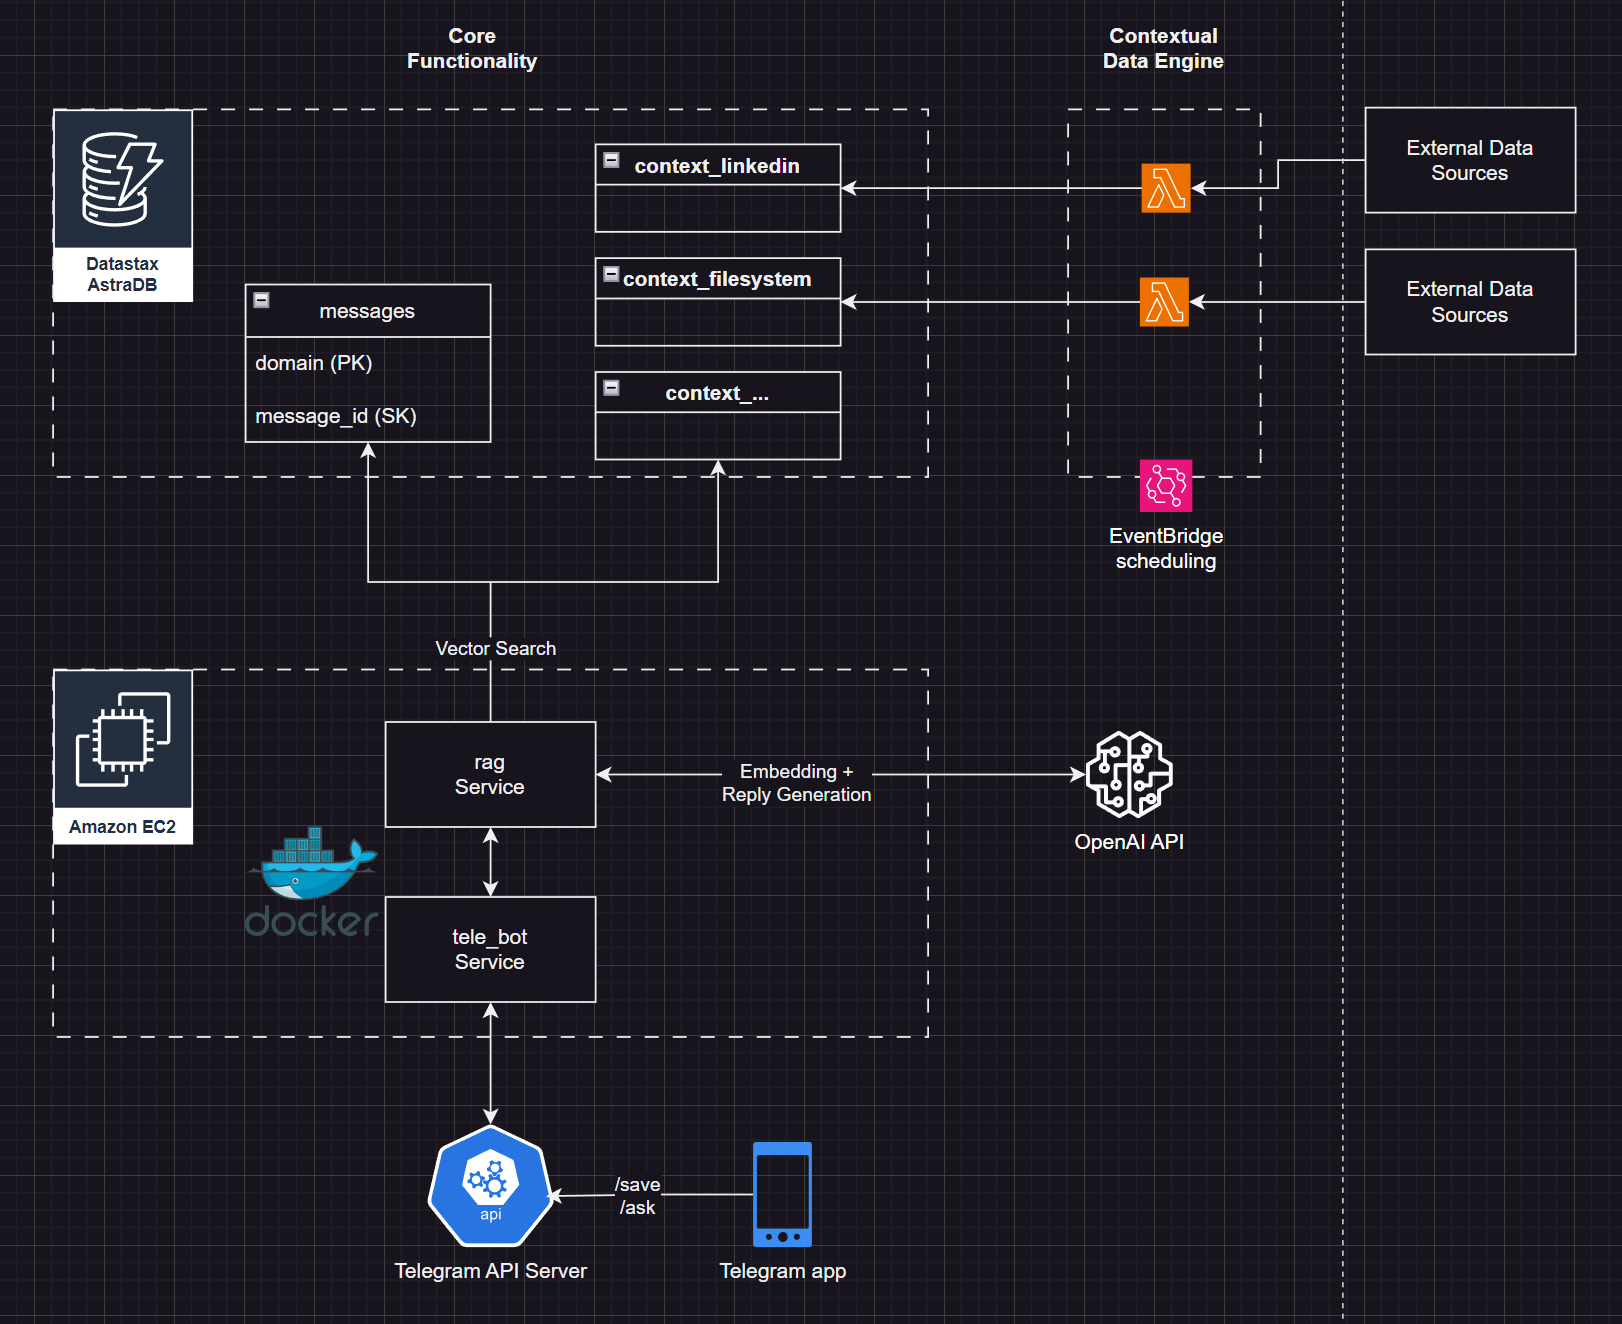 Core
Functionality
Contextual
Data Engine
Datastax
AstraDB
context_linkedin
External Data
Sources
context_filesystem
External Data
Sources
messages
domain (PK)
message_id (SK)
context_...
EventBridge
scheduling
Vector Search
Amazon EC2
rag
Service
Embedding +
Reply Generation
OpenAI API
docker
tele_bot
Service
api
Telegram API Server
/save
/ask
Telegram app